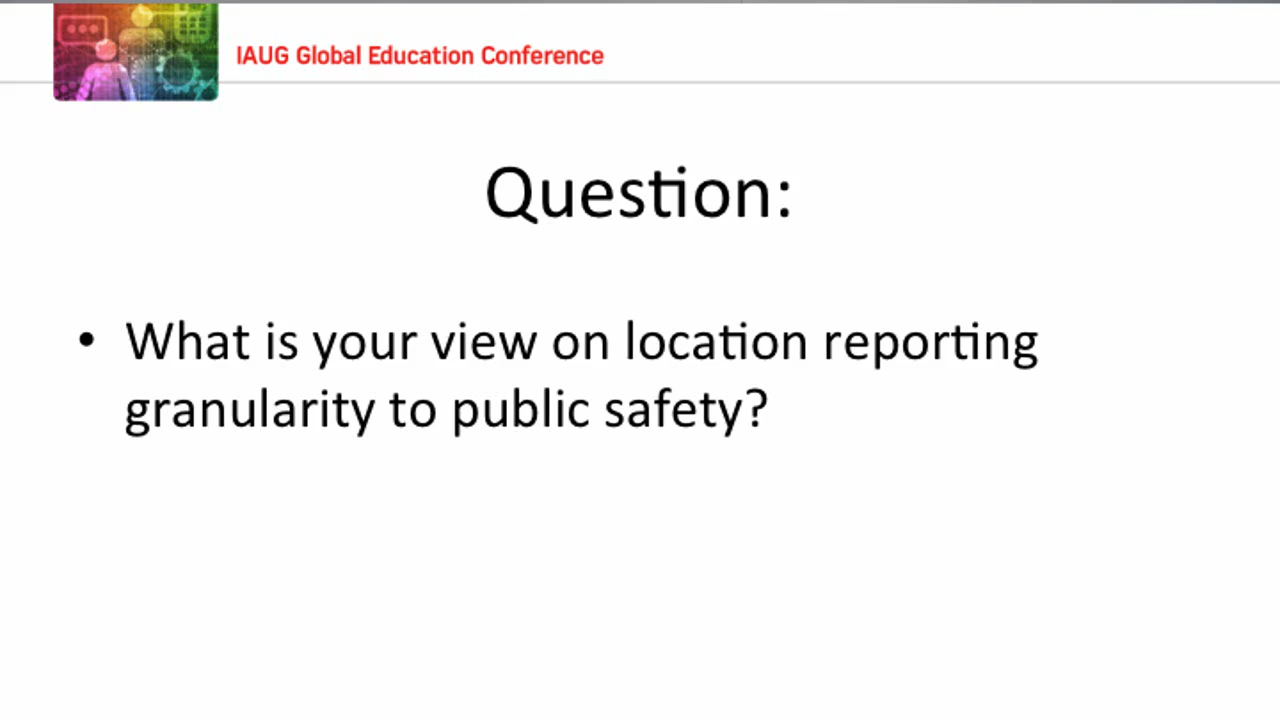 IAUG Global Education Conference
Question:
• What is your view on location reporting
granularity to public safety?